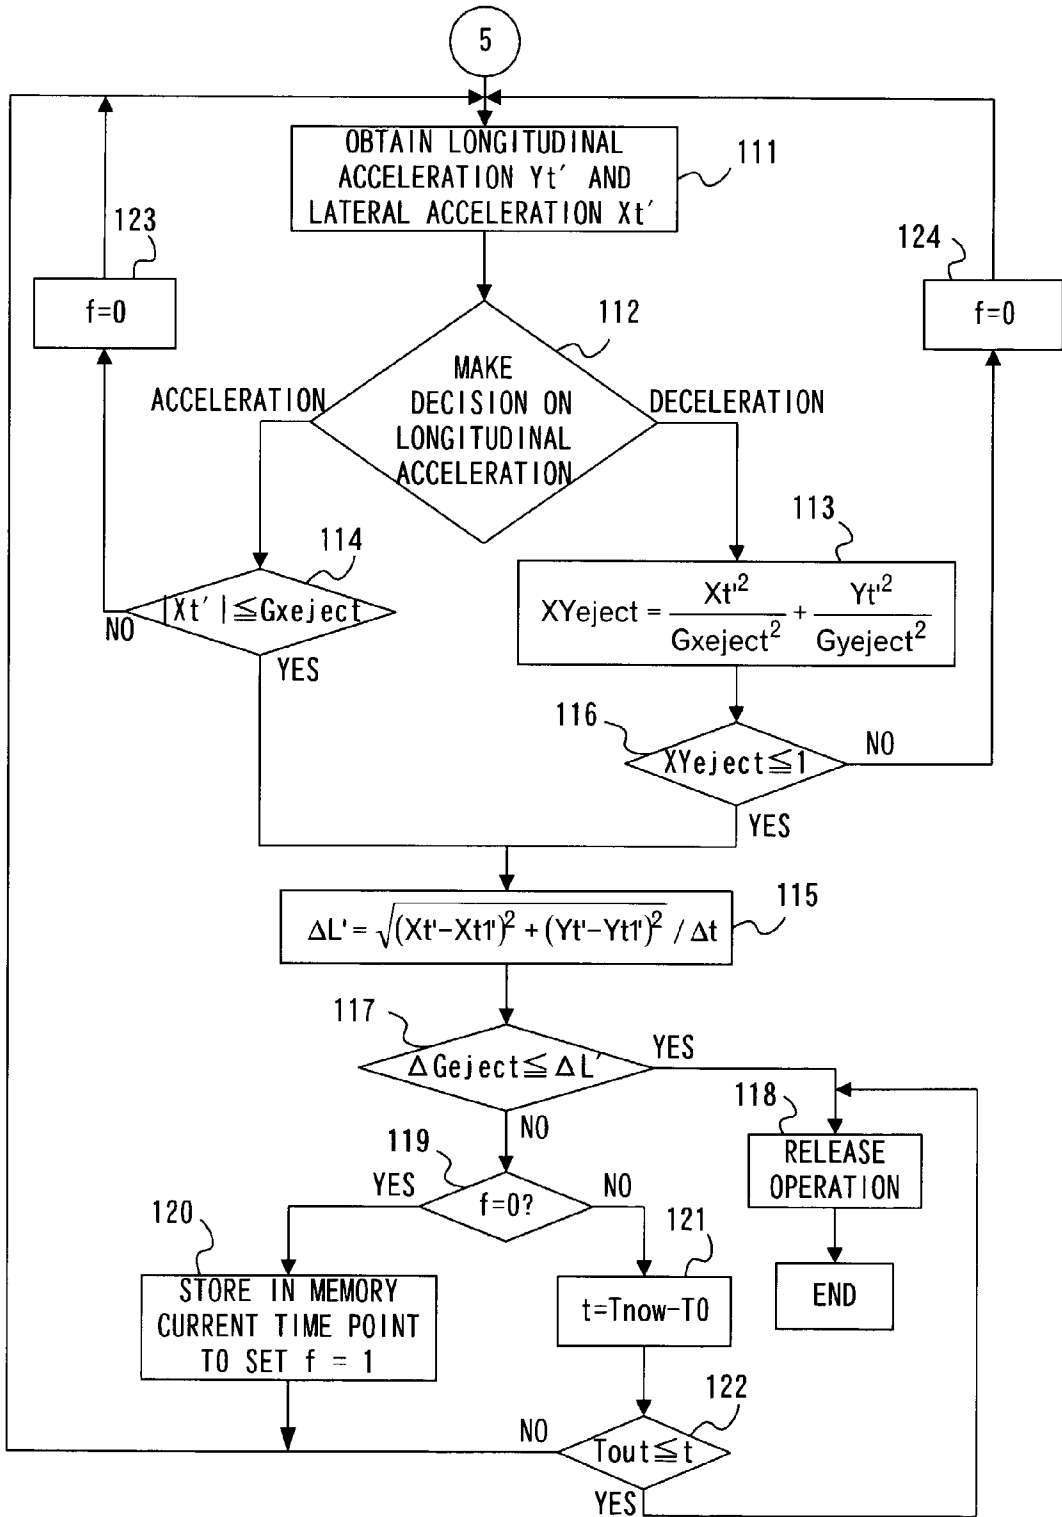 5
OBTAIN LONGITUDINAL
ACCELERATION Yt' AND
LATERAL ACCELERATION Xt'
111
123
f=0
124
f=0
112
MAKE
DECISION ON
LONGITUDINAL
ACCELERATION
ACCELERATION
DECELERATION
114
|Xt'|≦Gxeject
NO
YES
113
XYeject = Xt'² / Gxeject² + Yt'² / Gyeject²
116
XYeject≦1
NO
YES
115
ΔL' = √(Xt'-Xt1')² + (Yt'-Yt1')² / Δt
117
ΔGeject≦ΔL'
YES
NO
118
RELEASE
OPERATION
END
119
f=0?
YES
NO
120
STORE IN MEMORY
CURRENT TIME POINT
TO SET f = 1
121
t=Tnow-T0
122
Tout≦t
NO
YES